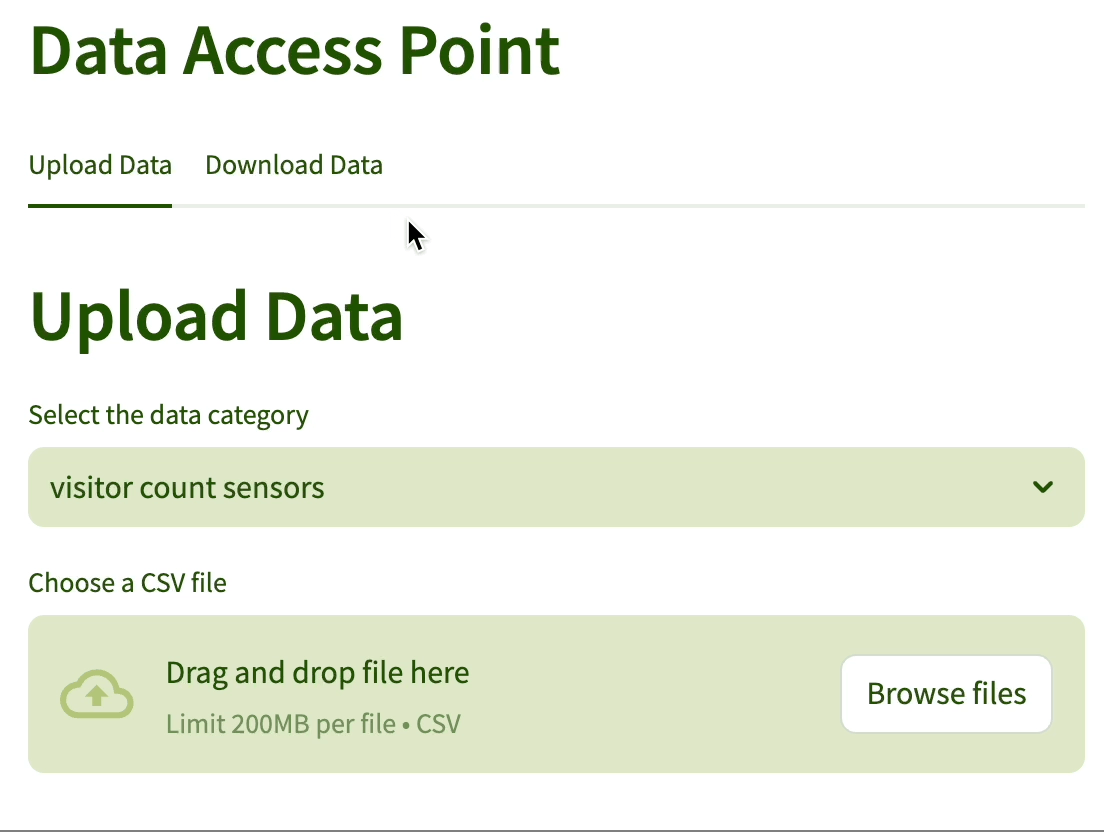 Data Access Point
Upload Data Download Data
Upload Data
Select the data category
visitor count sensors
Choose a CSV file
Drag and drop file here
Limit 200MB per file • CSV
Browse files